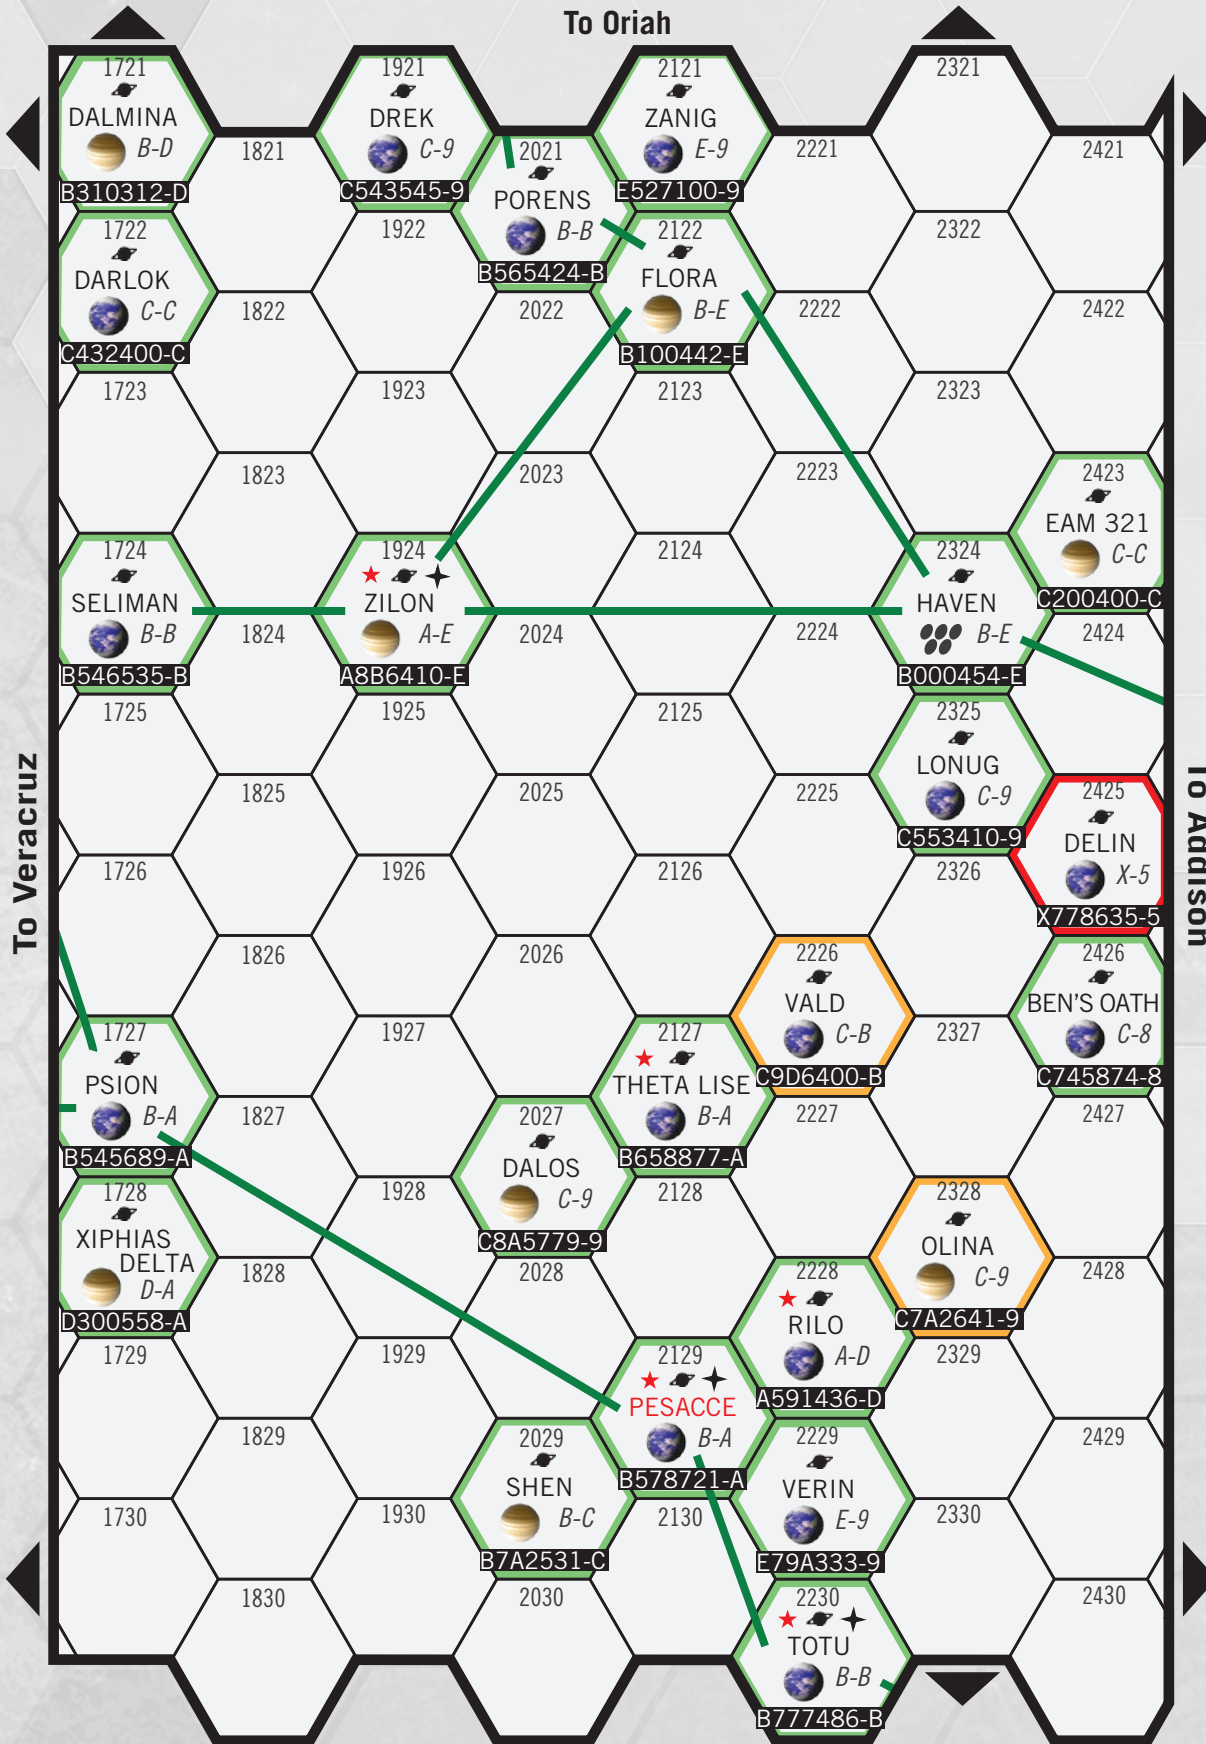 To Oriah
1721
DALMINA
B-D
B310312-D
1921
DREK
C-9
C543545-9
2121
ZANIG
E-9
E527100-9
2321
1821
2021
PORENS
B-B
B565424-B
2221
2421
1722
DARLOK
C-C
C432400-C
1922
2122
FLORA
B-E
B100442-E
2322
1822
2022
2222
2422
1723
1923
2123
2323
1823
2023
2223
2423
EAM 321
C-C
C200400-C
1724
SELIMAN
B-B
B546535-B
1924
ZILON
A-E
A8B6410-E
2124
2324
HAVEN
B-E
B000454-E
1824
2024
2224
2424
1725
1925
2125
2325
LONUG
C-9
C553410-9
To Veracruz
To Addison
1825
2025
2225
2425
DELIN
X-5
X778635-5
1726
1926
2126
2326
1826
2026
2226
VALD
C-B
C9D6400-B
2426
BEN'S OATH
C-8
C745874-8
1727
PSION
B-A
B545689-A
1927
2127
THETA LISE
B-A
B658877-A
2327
1827
2027
DALOS
C-9
C8A5779-9
2227
2427
1728
XIPHIAS
DELTA
D-A
D300558-A
1928
2128
2328
OLINA
C-9
C7A2641-9
1828
2028
2228
RILO
A-D
A591436-D
2428
1729
1929
2129
PESACCE
B-A
B578721-A
2329
1829
2029
SHEN
B-C
B7A2531-C
2229
VERIN
E-9
E79A333-9
2429
1730
1930
2130
2330
1830
2030
2230
TOTU
B-B
B777486-B
2430